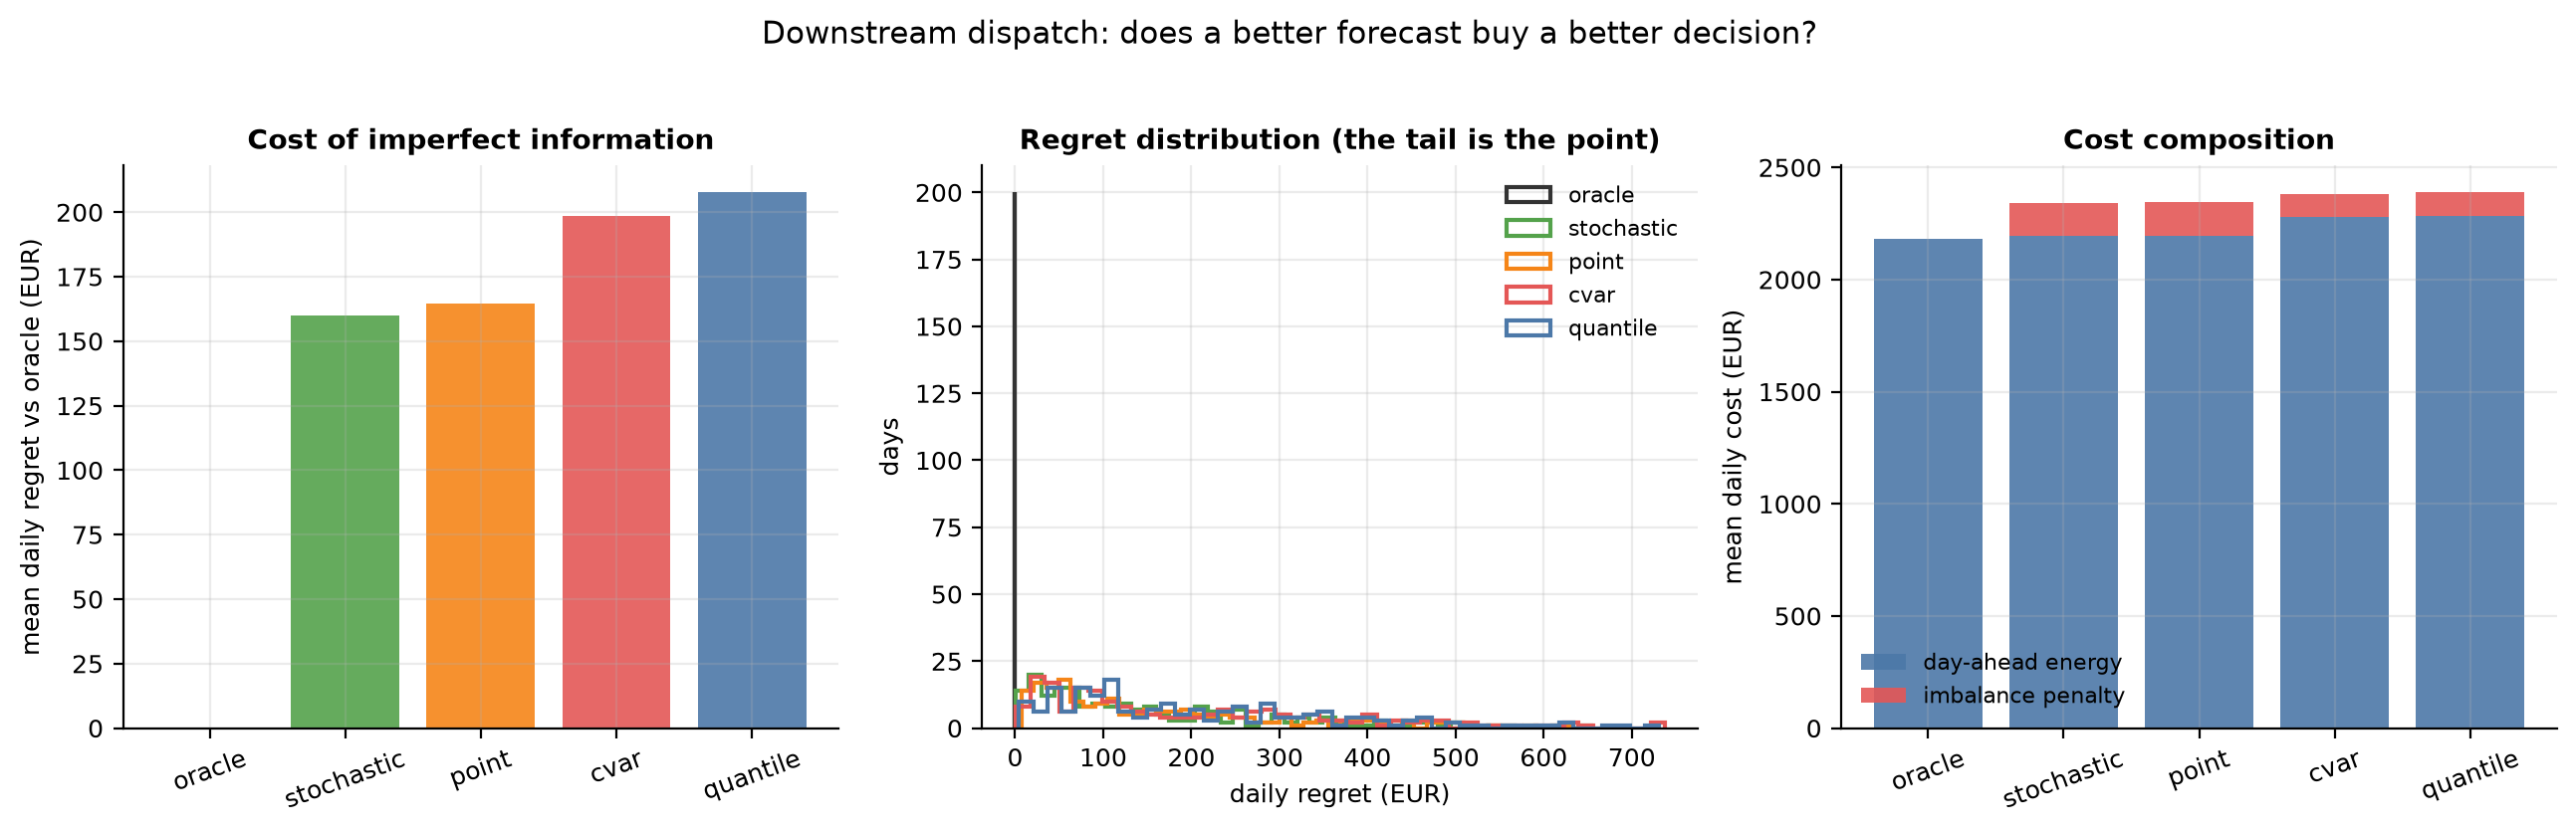 Downstream dispatch: does a better forecast buy a better decision?
Cost of imperfect information
mean daily regret vs oracle (EUR)
200
175
150
125
100
75
50
25
0
oracle
stochastic
point
cvar
quantile
Regret distribution (the tail is the point)
days
200
175
150
125
100
75
50
25
0
oracle
stochastic
point
cvar
quantile
0 100 200 300 400 500 600 700
daily regret (EUR)
Cost composition
mean daily cost (EUR)
2500
2000
1500
1000
500
0
day-ahead energy
imbalance penalty
oracle
stochastic
point
cvar
quantile